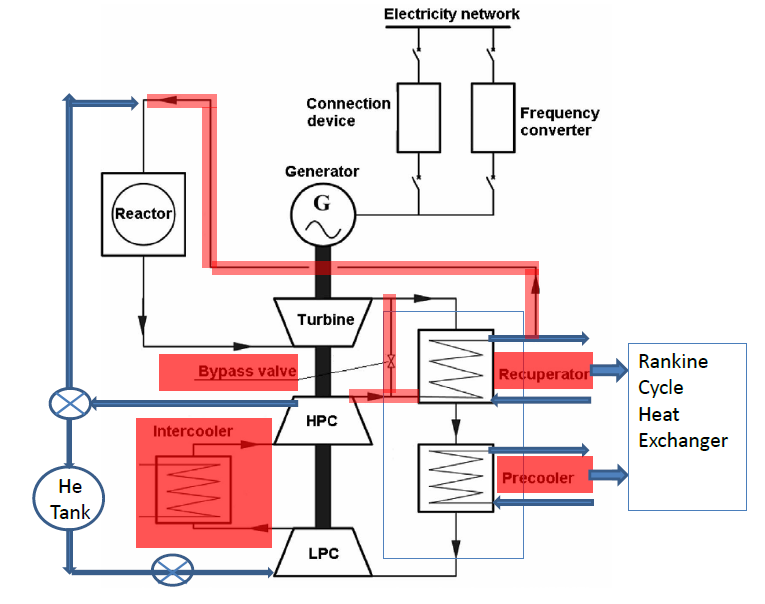 Electricity network
Connection
device
Frequency
converter
Generator
G
Reactor
Turbine
Bypass valve
Recuperator
Rankine
Cycle
Heat
Exchanger
HPC
Intercooler
Precooler
He
Tank
LPC